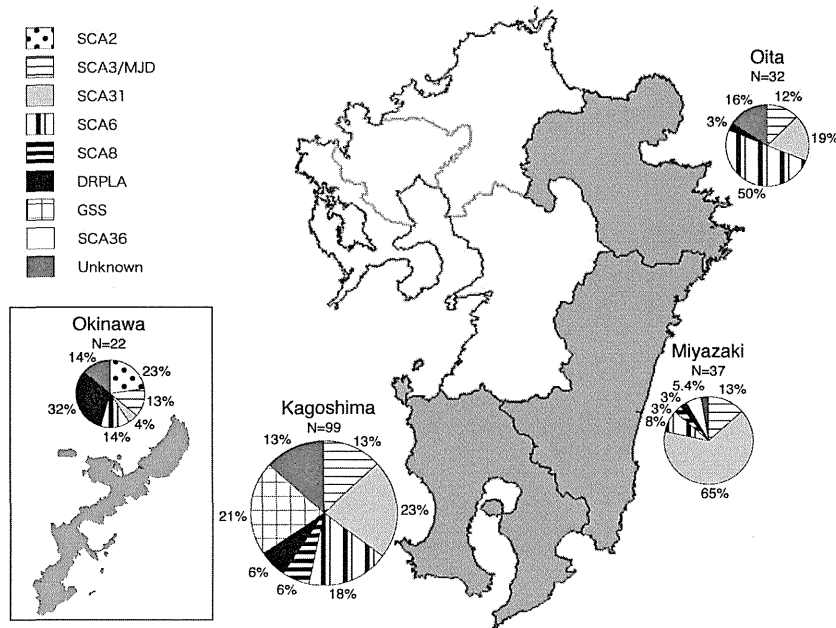 SCA2
SCA3/MJD
SCA31
SCA6
SCA8
DRPLA
GSS
SCA36
Unknown
Oita
N=32
16%
12%
3%
19%
50%
Okinawa
N=22
14%
23%
13%
32%
4%
14%
Kagoshima
N=99
13%
13%
21%
23%
6%
6%
18%
Miyazaki
N=37
5.4%
13%
3%
3%
8%
65%